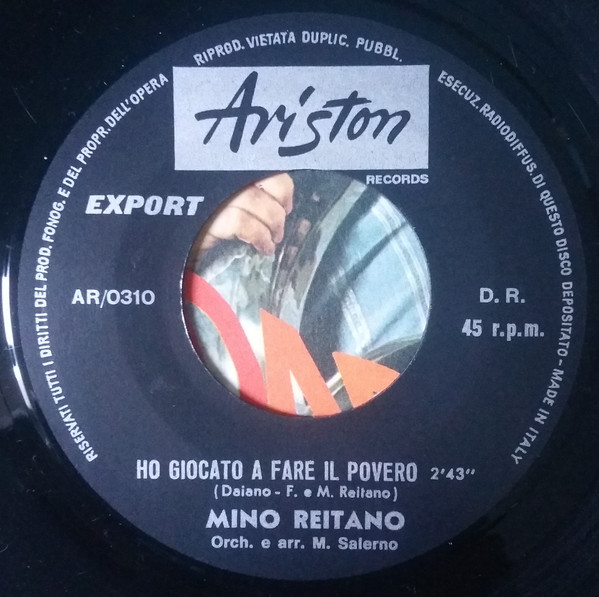 RISERVATI TUTTI I DIRITTI DEL PROD. FONOG. E DEL PROPR. DELL'OPERA
RIPROD. VIETATA DUPLIC. PUBBL.
ESECUZ. RADIODIFFUS. DI QUESTO DISCO DEPOSITATO - MADE IN ITALY
Ariston
RECORDS
EXPORT
AR/0310
D. R.
45 r.p.m.
HO GIOCATO A FARE IL POVERO 2'43"
(Daiano - F. e M. Reitano)
MINO REITANO
Orch. e arr. M. Salerno